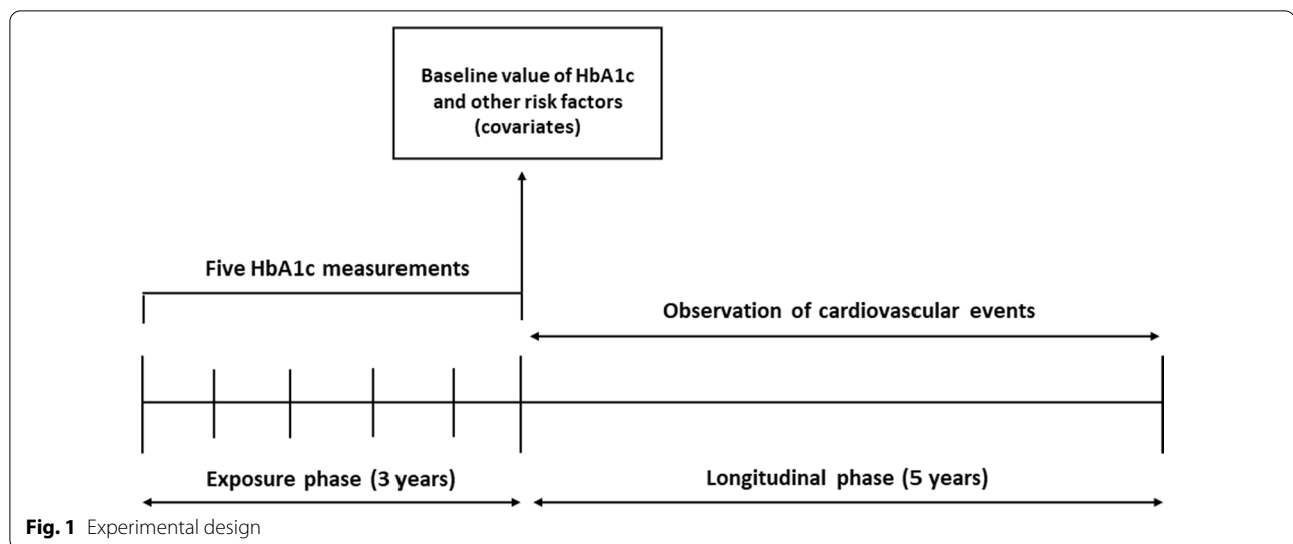 Baseline value of HbA1c
and other risk factors
(covariates)
Five HbA1c measurements
Observation of cardiovascular events
Exposure phase (3 years)
Longitudinal phase (5 years)
Fig. 1 Experimental design